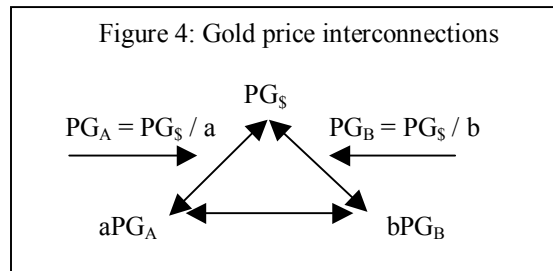 Figure 4: Gold price interconnections
PG$
PGA = PG$ / a PGB = PG$ / b
aPGA bPGB